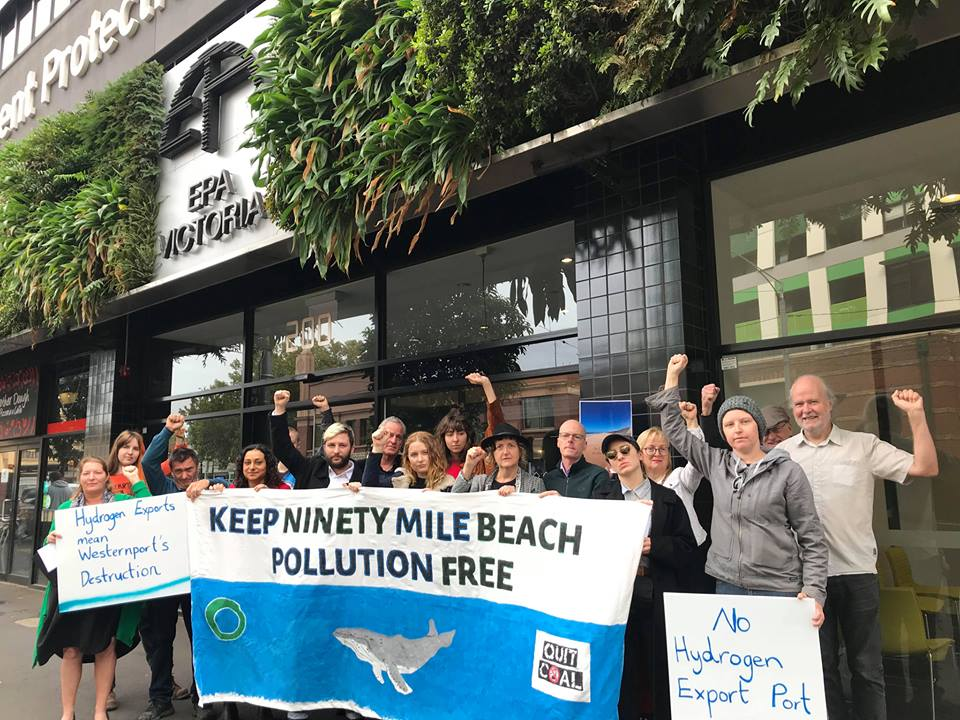 ent Protecti
EPA
VICTORIA
200
Hydrogen Exports
mean
Westernport's
Destruction
KEEP NINETY MILE BEACH
POLLUTION FREE
QUIT
COAL
No
Hydrogen
Export Port